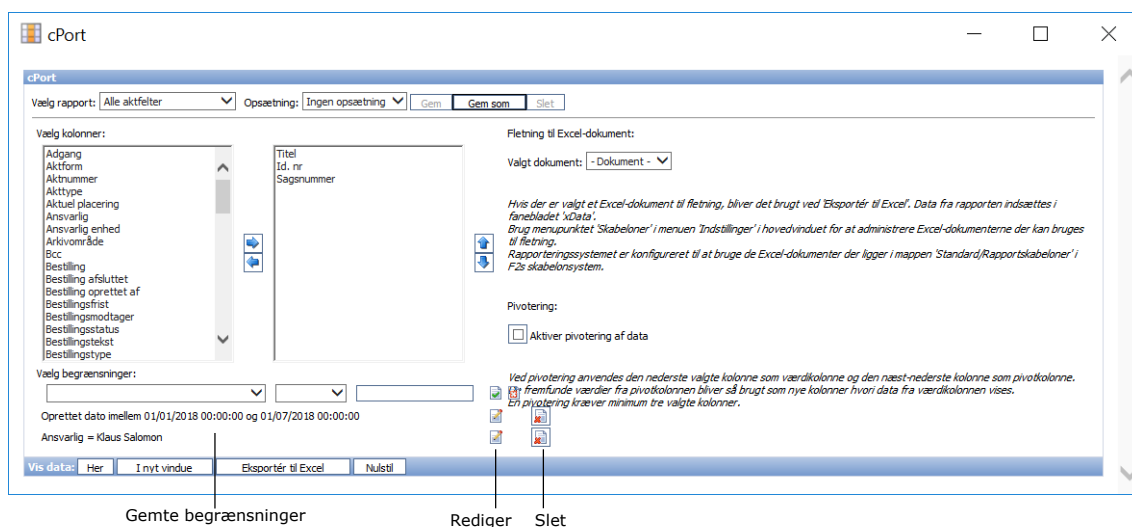 cPort
cPort
Vælg rapport: Alle aktfelter Opsætning: Ingen opsætning Gem Gem som Slet
Vælg kolonner:
Adgang
Aktform
Aktnummer
Akttype
Aktuel placering
Ansvarlig
Ansvarlig enhed
Arkivområde
Bcc
Bestilling
Bestilling afsluttet
Bestilling oprettet af
Bestillingsfrist
Bestillingsmodtager
Bestillingsstatus
Bestillingstekst
Bestillingstype
Titel
Id. nr
Sagsnummer
Fletning til Excel-dokument:
Valgt dokument: - Dokument -
Hvis der er valgt et Excel-dokument til fletning, bliver det brugt ved 'Eksportér til Excel'. Data fra rapporten indsættes i
fanebladet 'xData'.
Brug menupunktet 'Skabeloner' i menuen 'Indstillinger' i hovedvinduet for at administrere Excel-dokumenterne der kan bruges
til fletning.
Rapporteringssystemet er konfigureret til at bruge de Excel-dokumenter der ligger i mappen 'Standard/Rapportskabeloner' i
F2s skabelonsystem.
Pivotering:
Aktiver pivotering af data
Ved pivotering anvendes den nederste valgte kolonne som værdikolonne og den næst-nederste kolonne som pivotkolonne.
fremfundne værdier fra pivotkolonnen bliver så brugt som nye kolonner hvori data fra værdikolonnen vises.
En pivotering kræver minimum tre valgte kolonner.
Vælg begrænsninger:
Oprettet dato imellem 01/01/2018 00:00:00 og 01/07/2018 00:00:00
Ansvarlig = Klaus Salomon
Vis data: Her I nyt vindue Eksportér til Excel Nulstil
Gemte begrænsninger Rediger Slet